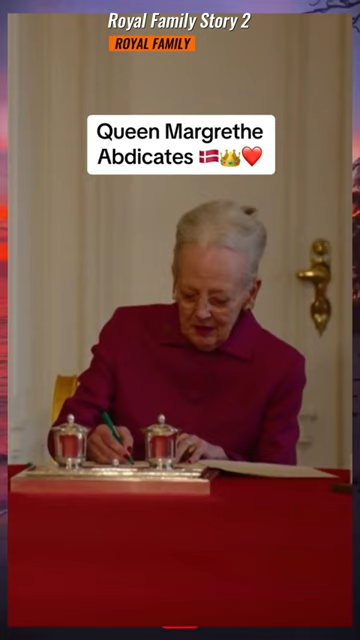 Royal Family Story 2
ROYAL FAMILY
Queen Margrethe
Abdicates 🇩🇰👑❤️